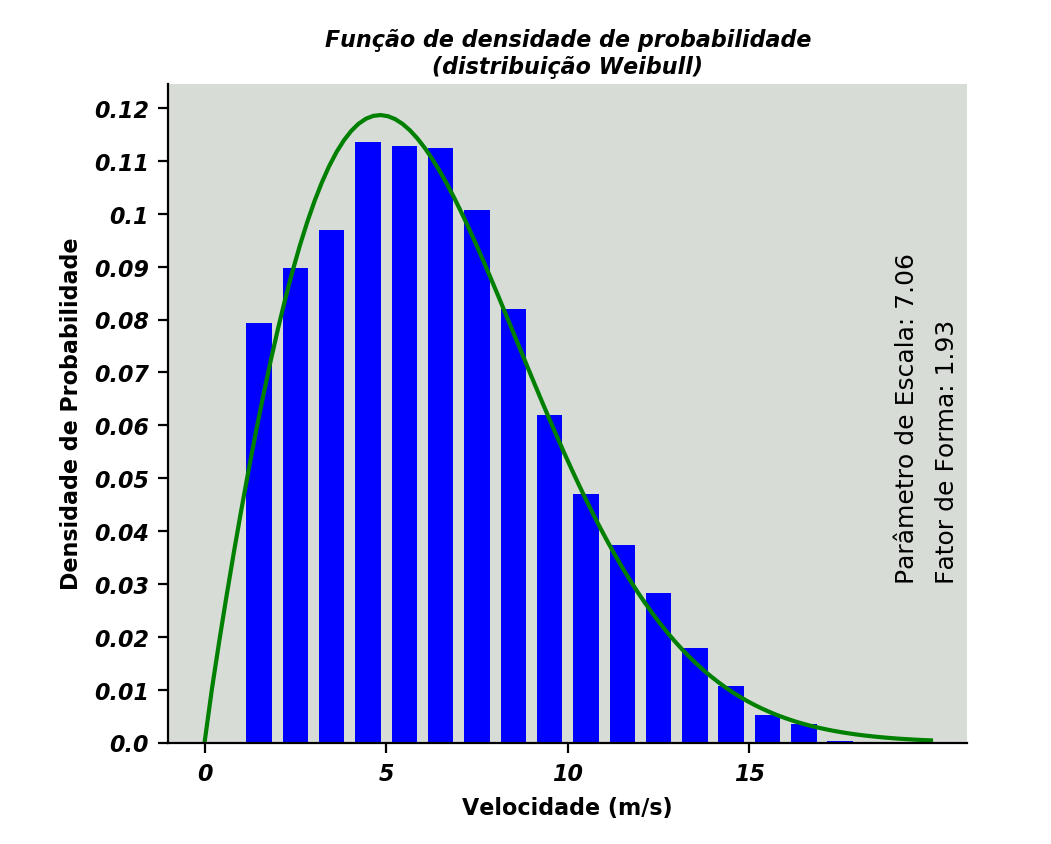 Função de densidade de probabilidade
(distribuição Weibull)
Densidade de Probabilidade
0.12
0.11
0.1
0.09
0.08
0.07
0.06
0.05
0.04
0.03
0.02
0.01
0.0
0 5 10 15
Velocidade (m/s)
Parâmetro de Escala: 7.06
Fator de Forma: 1.93